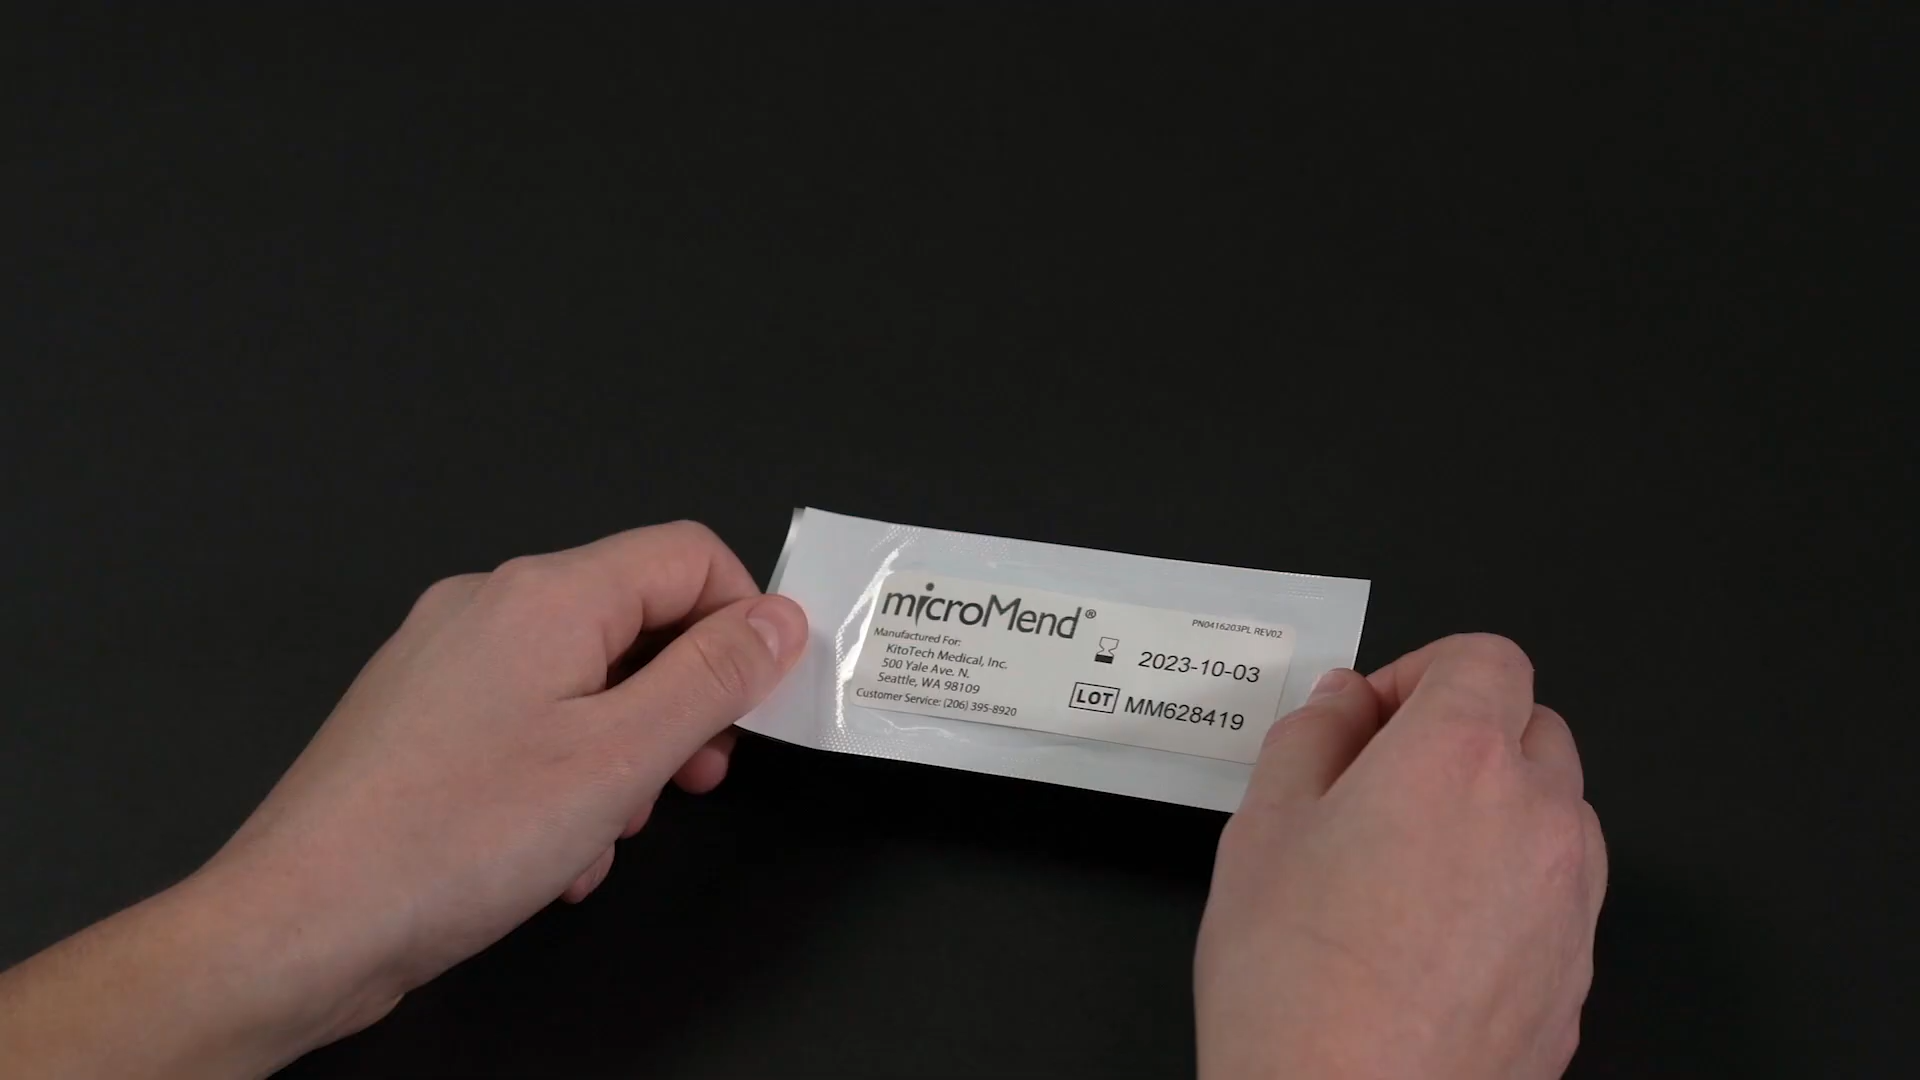 microMend®
Manufactured For:
KitoTech Medical, Inc.
500 Yale Ave. N.
Seattle, WA 98109
Customer Service: (206) 395-8920
PN0416203PL REV02
2023-10-03
LOT MM628419